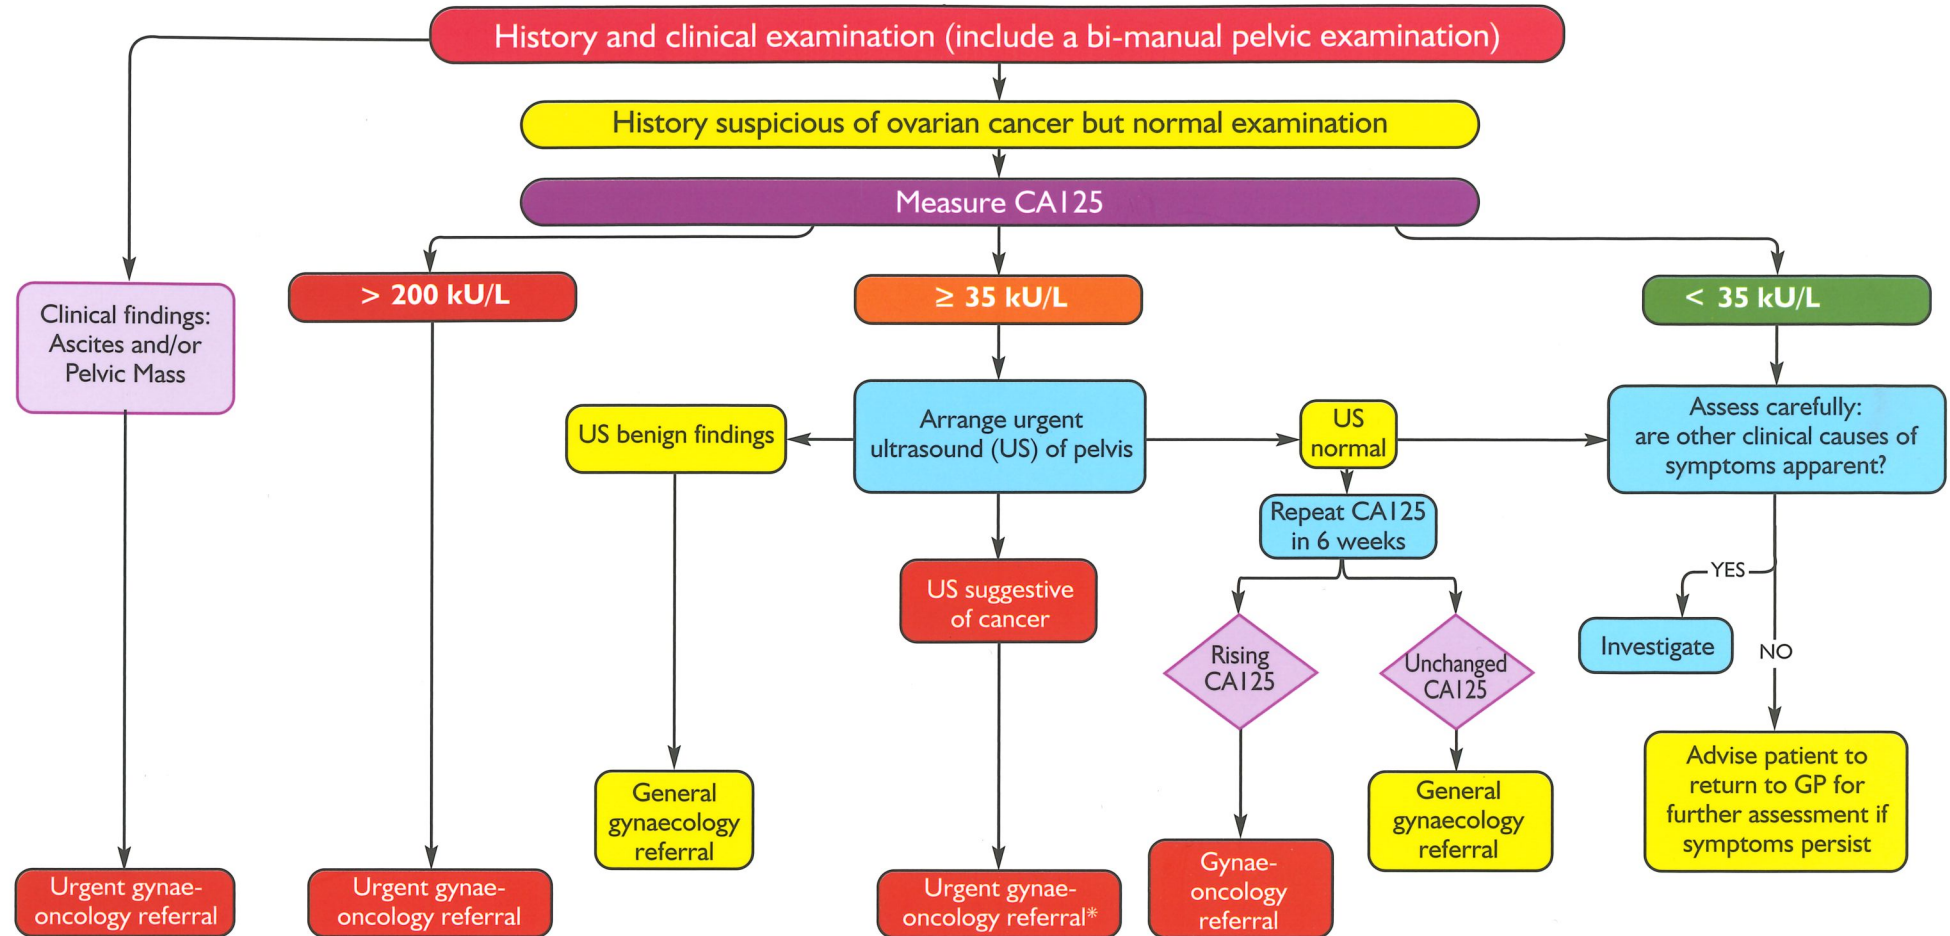 History and clinical examination (include a bi-manual pelvic examination)
History suspicious of ovarian cancer but normal examination
Measure CA125
> 200 kU/L
≥ 35 kU/L
< 35 kU/L
Clinical findings:
Ascites and/or
Pelvic Mass
US benign findings
Arrange urgent
ultrasound (US) of pelvis
US
normal
Assess carefully:
are other clinical causes of
symptoms apparent?
Repeat CA125
in 6 weeks
US suggestive
of cancer
YES
Rising
CA125
Unchanged
CA125
Investigate
NO
General
gynaecology
referral
General
gynaecology
referral
Advise patient to
return to GP for
further assessment if
symptoms persist
Urgent gynae-
oncology referral
Urgent gynae-
oncology referral
Urgent gynae-
oncology referral*
Gynae-
oncology
referral